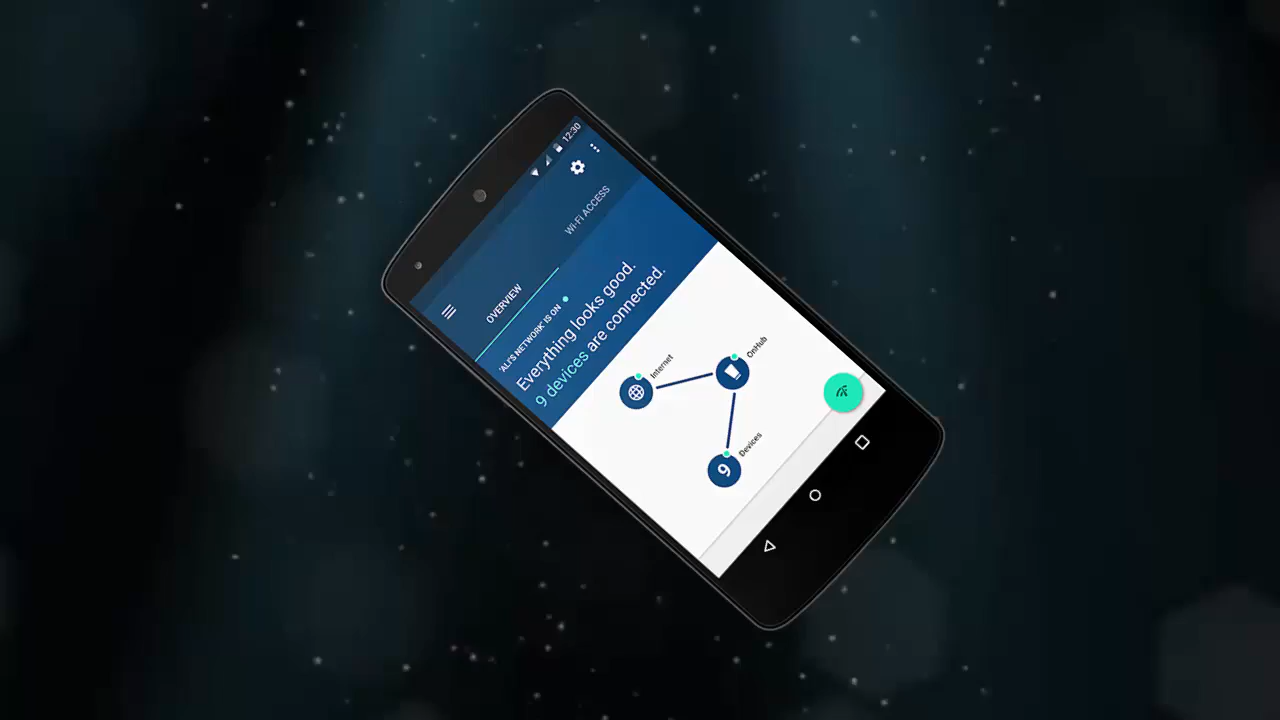 12:30
OVERVIEW
Wi-Fi ACCESS
'ALI'S NETWORK' IS ON
Everything looks good.
9 devices are connected.
Internet
OnHub
9
Devices